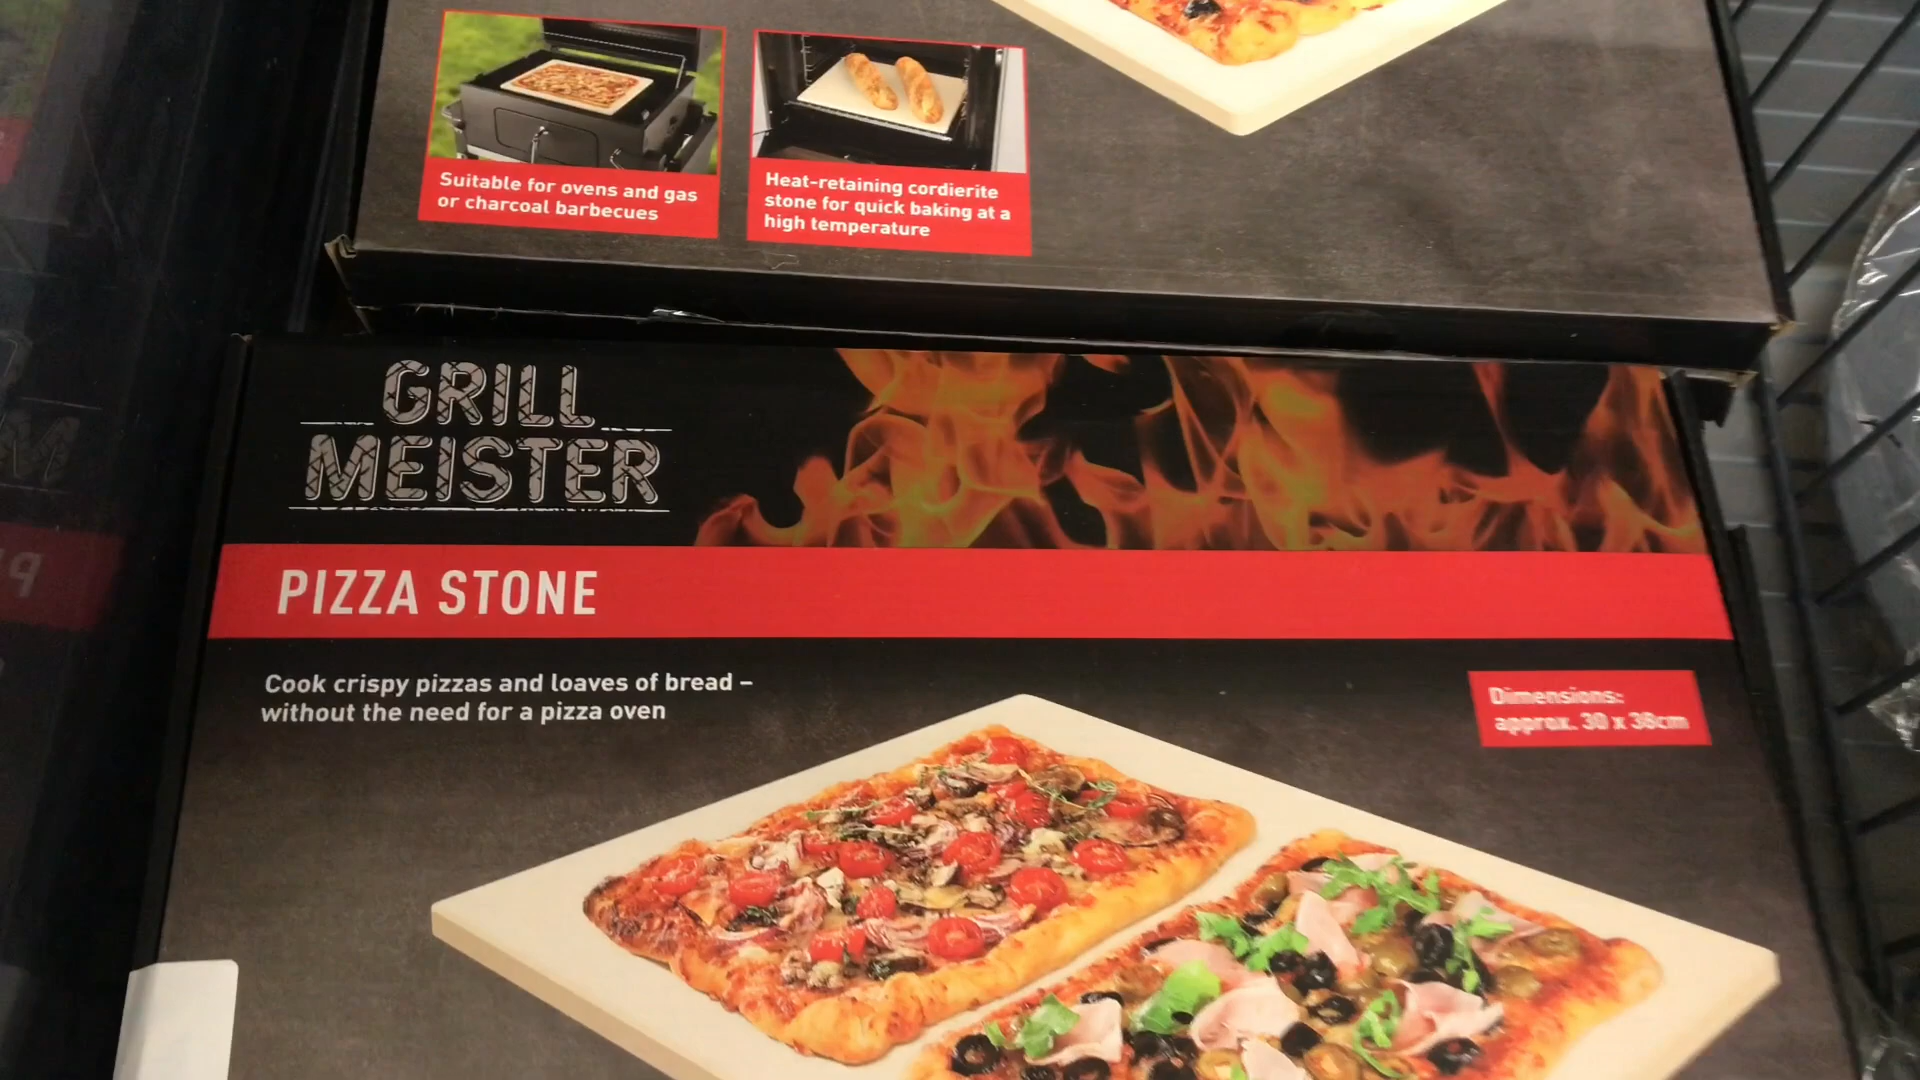 Suitable for ovens and gas
or charcoal barbecues
Heat-retaining cordierite
stone for quick baking at a
high temperature
GRILL
MEISTER
PIZZA STONE
Cook crispy pizzas and loaves of bread –
without the need for a pizza oven
Dimensions:
approx. 30 x 38cm